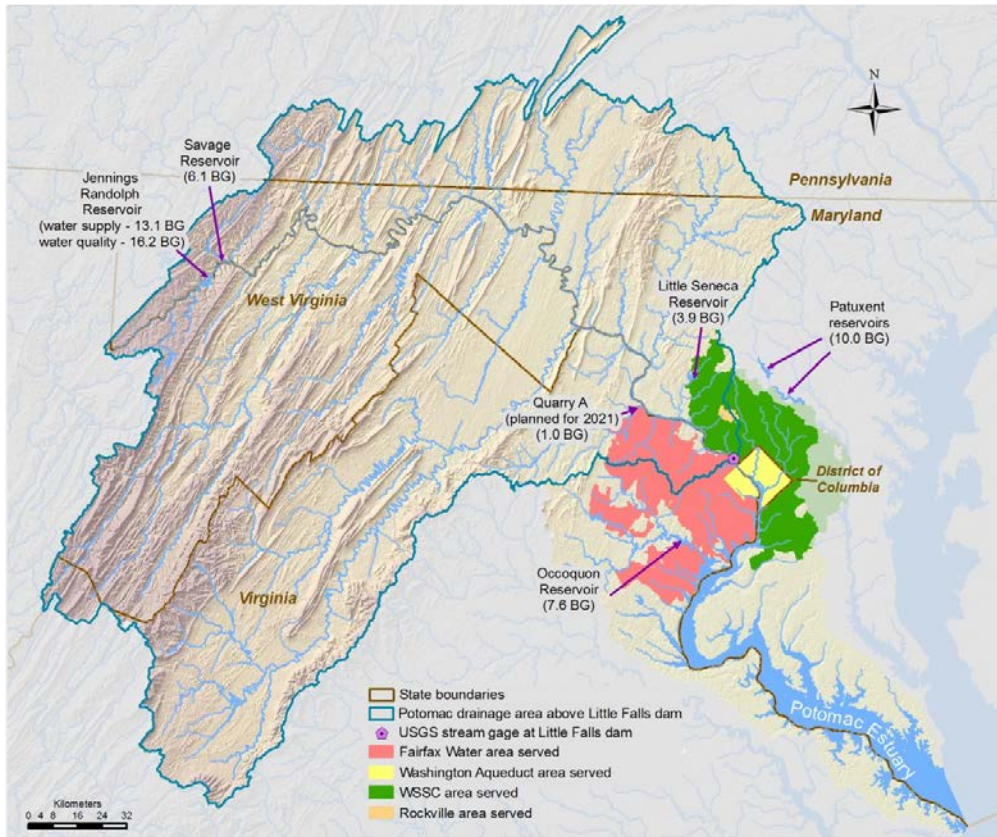 N
Savage
Reservoir
(6.1 BG)
Jennings
Randolph
Reservoir
(water supply - 13.1 BG
water quality - 16.2 BG)
Pennsylvania
Maryland
West Virginia
Little Seneca
Reservoir
(3.9 BG)
Patuxent
reservoirs
(10.0 BG)
Quarry A
(planned for 2021)
(1.0 BG)
District of
Columbia
Occoquon
Reservoir
(7.6 BG)
Virginia
State boundaries
Potomac drainage area above Little Falls dam
USGS stream gage at Little Falls dam
Fairfax Water area served
Washington Aqueduct area served
WSSC area served
Rockville area served
Potomac Estuary
Kilometers
0 4 8 16 24 32